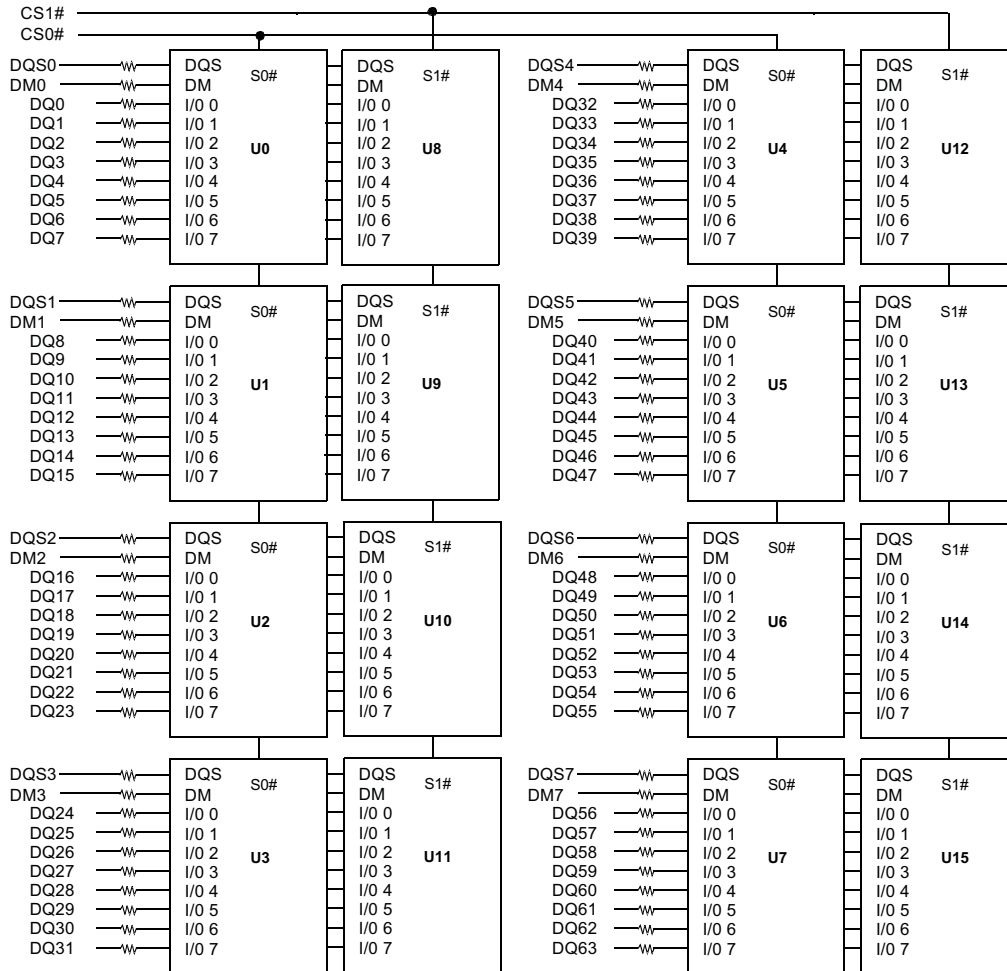 CS1#
CS0#
DQS0 DQS S0# DQS S1# DQS4 DQS S0# DQS S1#
DM0 DM DM DM4 DM DM
DQ0 I/0 0 I/0 0 DQ32 I/0 0 I/0 0
DQ1 I/0 1 I/0 1 DQ33 I/0 1 I/0 1
DQ2 I/0 2 U0 I/0 2 U8 DQ34 I/0 2 U4 I/0 2 U12
DQ3 I/0 3 I/0 3 DQ35 I/0 3 I/0 3
DQ4 I/0 4 I/0 4 DQ36 I/0 4 I/0 4
DQ5 I/0 5 I/0 5 DQ37 I/0 5 I/0 5
DQ6 I/0 6 I/0 6 DQ38 I/0 6 I/0 6
DQ7 I/0 7 I/0 7 DQ39 I/0 7 I/0 7
DQS1 DQS S0# DQS S1# DQS5 DQS S0# DQS S1#
DM1 DM DM DM5 DM DM
DQ8 I/0 0 I/0 0 DQ40 I/0 0 I/0 0
DQ9 I/0 1 I/0 1 DQ41 I/0 1 I/0 1
DQ10 I/0 2 U1 I/0 2 U9 DQ42 I/0 2 U5 I/0 2 U13
DQ11 I/0 3 I/0 3 DQ43 I/0 3 I/0 3
DQ12 I/0 4 I/0 4 DQ44 I/0 4 I/0 4
DQ13 I/0 5 I/0 5 DQ45 I/0 5 I/0 5
DQ14 I/0 6 I/0 6 DQ46 I/0 6 I/0 6
DQ15 I/0 7 I/0 7 DQ47 I/0 7 I/0 7
DQS2 DQS S0# DQS S1# DQS6 DQS S0# DQS S1#
DM2 DM DM DM6 DM DM
DQ16 I/0 0 I/0 0 DQ48 I/0 0 I/0 0
DQ17 I/0 1 I/0 1 DQ49 I/0 1 I/0 1
DQ18 I/0 2 U2 I/0 2 U10 DQ50 I/0 2 U6 I/0 2 U14
DQ19 I/0 3 I/0 3 DQ51 I/0 3 I/0 3
DQ20 I/0 4 I/0 4 DQ52 I/0 4 I/0 4
DQ21 I/0 5 I/0 5 DQ53 I/0 5 I/0 5
DQ22 I/0 6 I/0 6 DQ54 I/0 6 I/0 6
DQ23 I/0 7 I/0 7 DQ55 I/0 7 I/0 7
DQS3 DQS S0# DQS S1# DQS7 DQS S0# DQS S1#
DM3 DM DM DM7 DM DM
DQ24 I/0 0 I/0 0 DQ56 I/0 0 I/0 0
DQ25 I/0 1 I/0 1 DQ57 I/0 1 I/0 1
DQ26 I/0 2 U3 I/0 2 U11 DQ58 I/0 2 U7 I/0 2 U15
DQ27 I/0 3 I/0 3 DQ59 I/0 3 I/0 3
DQ28 I/0 4 I/0 4 DQ60 I/0 4 I/0 4
DQ29 I/0 5 I/0 5 DQ61 I/0 5 I/0 5
DQ30 I/0 6 I/0 6 DQ62 I/0 6 I/0 6
DQ31 I/0 7 I/0 7 DQ63 I/0 7 I/0 7